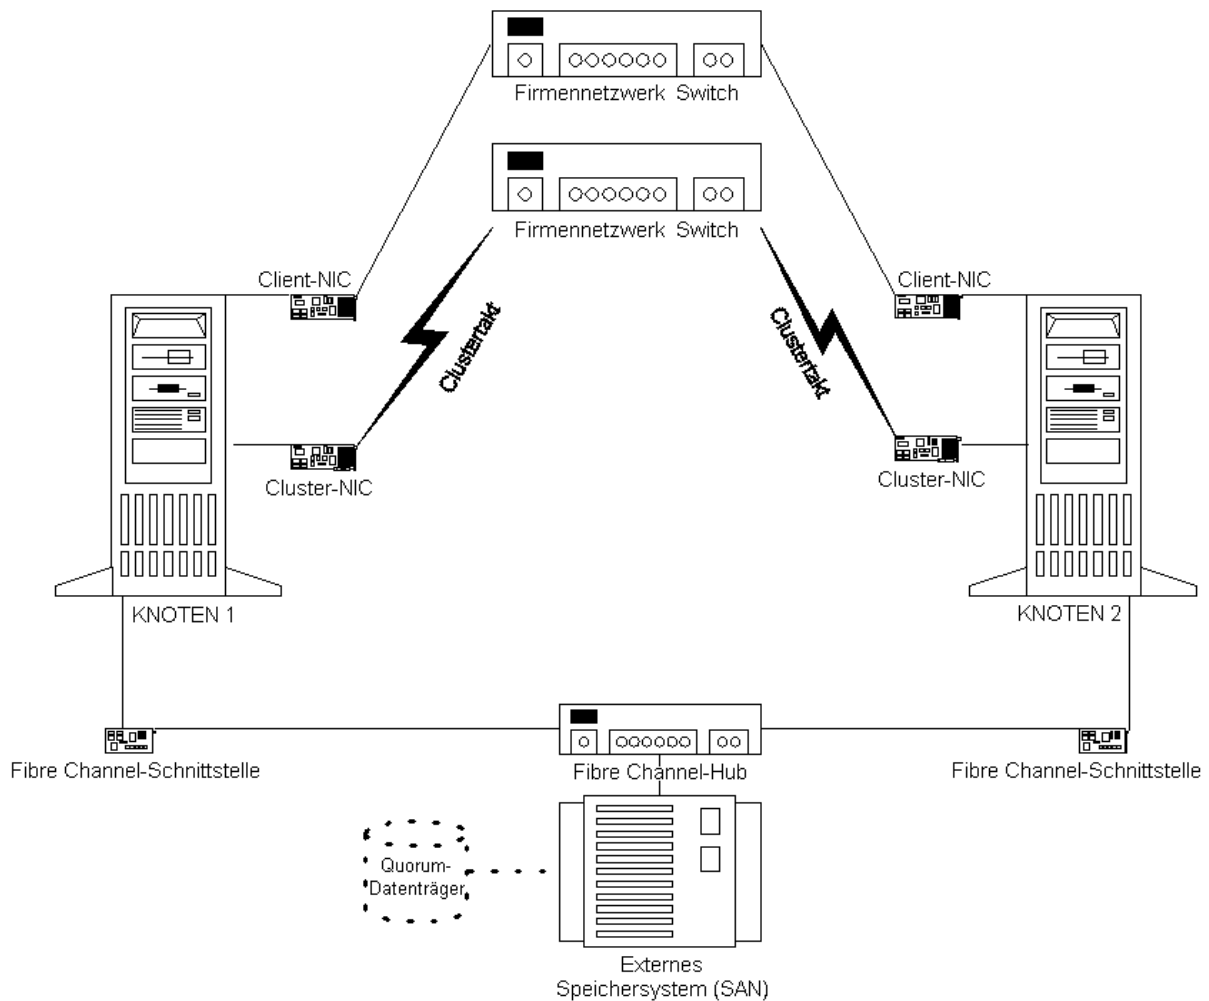 Firmennetzwerk Switch
Firmennetzwerk Switch
Client-NIC
Client-NIC
Clustertakt
Clustertakt
Cluster-NIC
Cluster-NIC
KNOTEN 1
KNOTEN 2
Fibre Channel-Schnittstelle
Fibre Channel-Hub
Fibre Channel-Schnittstelle
Quorum-
Datenträger
Externes
Speichersystem (SAN)